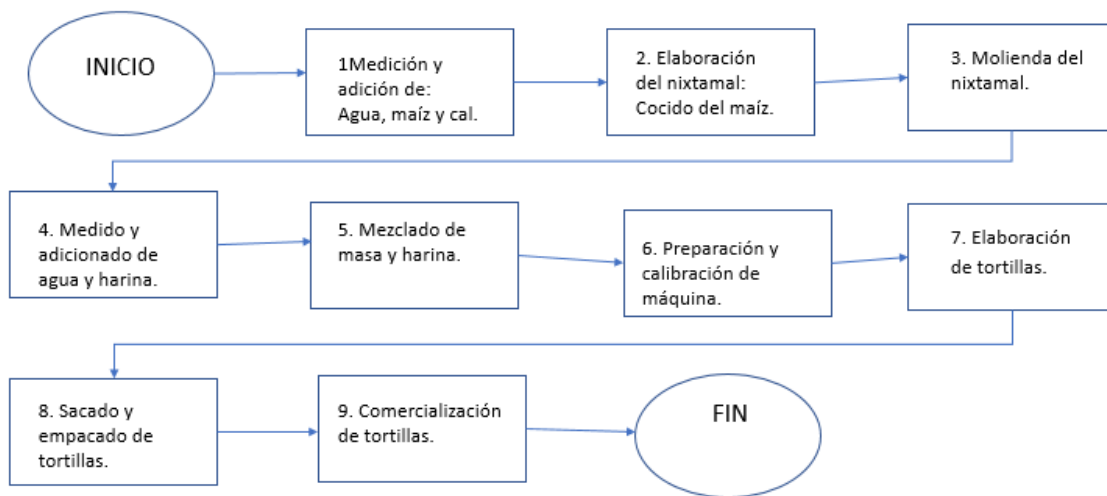 INICIO
1Medición y
adición de:
Agua, maíz y cal.
2. Elaboración
del nixtamal:
Cocido del maíz.
3. Molienda del
nixtamal.
4. Medido y
adicionado de
agua y harina.
5. Mezclado de
masa y harina.
6. Preparación y
calibración de
máquina.
7. Elaboración
de tortillas.
8. Sacado y
empacado de
tortillas.
9. Comercialización
de tortillas.
FIN